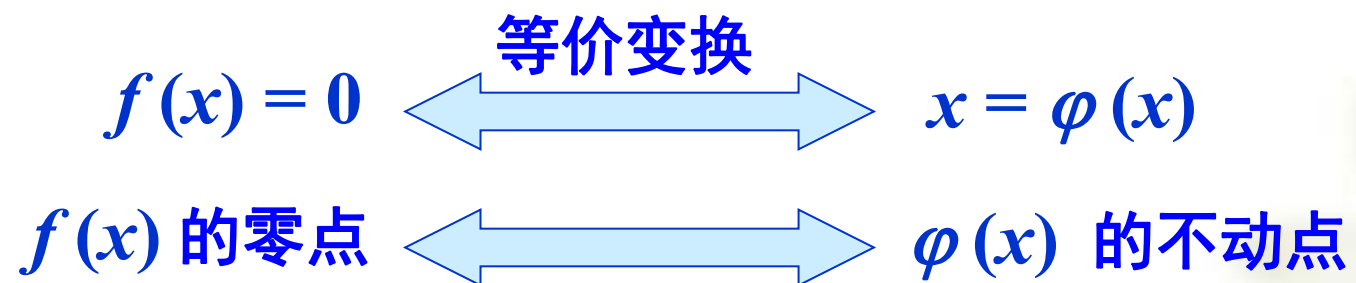 等价变换
f (x) = 0 x = φ (x)
f (x) 的零点 φ (x) 的不动点